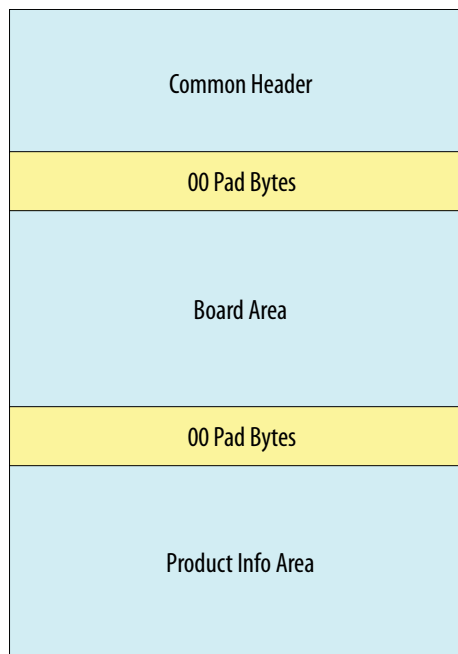 Common Header
00 Pad Bytes
Board Area
00 Pad Bytes
Product Info Area